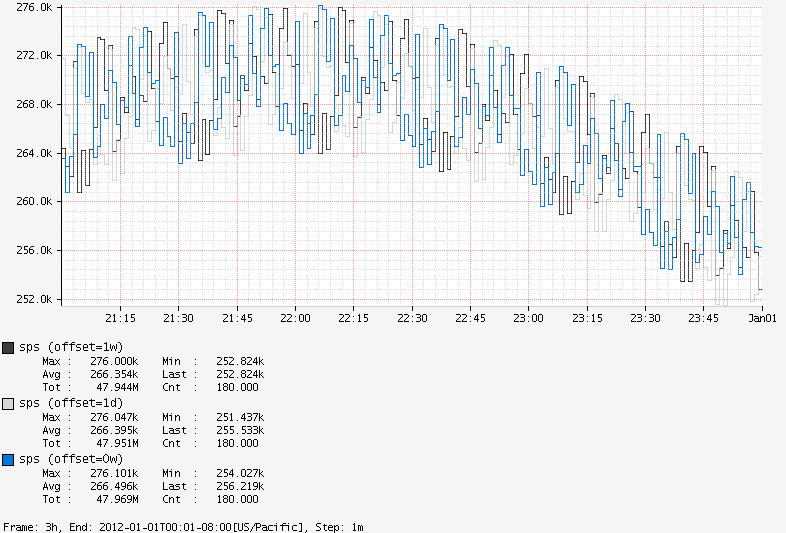 276.0k
272.0k
268.0k
264.0k
260.0k
256.0k
252.0k
21:15 21:30 21:45 22:00 22:15 22:30 22:45 23:00 23:15 23:30 23:45 Jan01
sps (offset=1w)
Max : 276.000k Min : 252.824k
Avg : 266.354k Last : 252.824k
Tot : 47.944M Cnt : 180.000
sps (offset=1d)
Max : 276.047k Min : 251.437k
Avg : 266.395k Last : 255.533k
Tot : 47.951M Cnt : 180.000
sps (offset=0w)
Max : 276.101k Min : 254.027k
Avg : 266.496k Last : 256.219k
Tot : 47.969M Cnt : 180.000
Frame: 3h, End: 2012-01-01T00:01-08:00[US/Pacific], Step: 1m